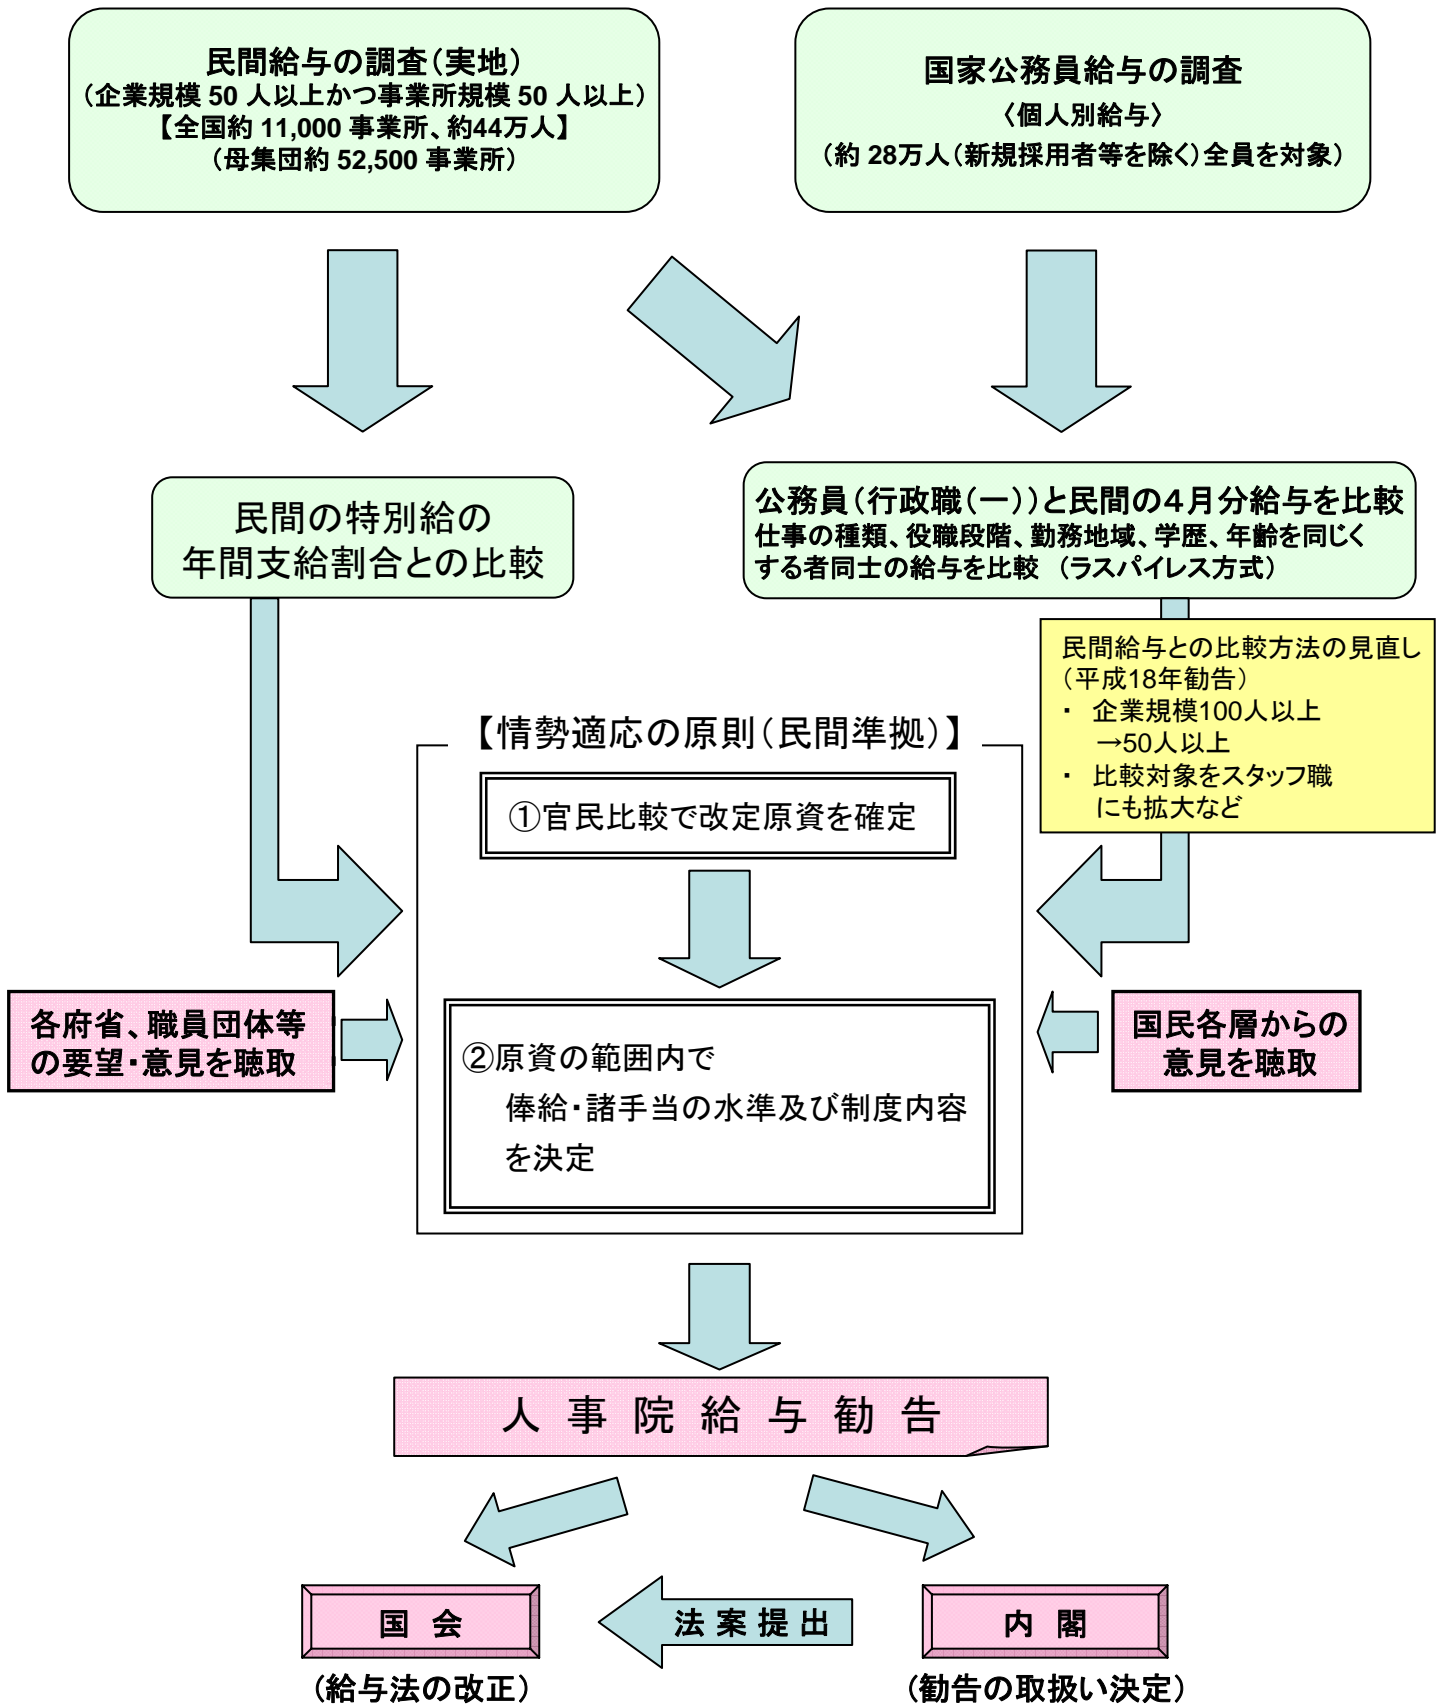 民間給与の調査（実地）
（企業規模 50 人以上かつ事業所規模 50 人以上）
【全国約 11,000 事業所、約44万人】
（母集団約 52,500 事業所）
国家公務員給与の調査
〈個人別給与〉
（約 28万人（新規採用者等を除く）全員を対象）
民間の特別給の
年間支給割合との比較
公務員（行政職（一））と民間の４月分給与を比較
仕事の種類、役職段階、勤務地域、学歴、年齢を同じく
する者同士の給与を比較　（ラスパイレス方式）
民間給与との比較方法の見直し
（平成18年勧告）
・　企業規模100人以上
→50人以上
・　比較対象をスタッフ職
にも拡大など
【情勢適応の原則（民間準拠）】
①官民比較で改定原資を確定
各府省、職員団体等
の要望・意見を聴取
②原資の範囲内で
俸給・諸手当の水準及び制度内容
を決定
国民各層からの
意見を聴取
人 事 院 給 与 勧 告
国 会
法 案 提 出
内 閣
（給与法の改正）
（勧告の取扱い決定）